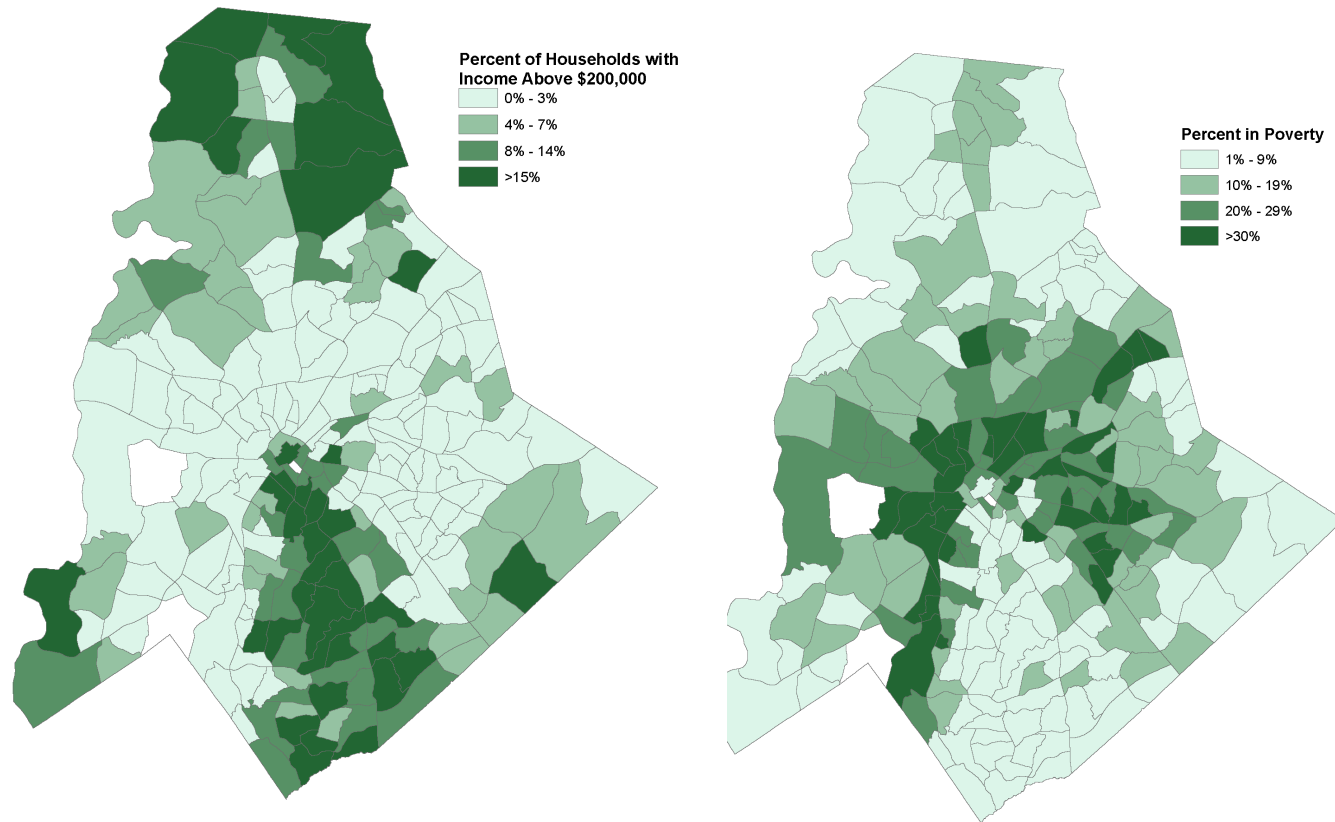 Percent of Households with
Income Above $200,000
0% - 3%
4% - 7%
8% - 14%
>15%
Percent in Poverty
1% - 9%
10% - 19%
20% - 29%
>30%